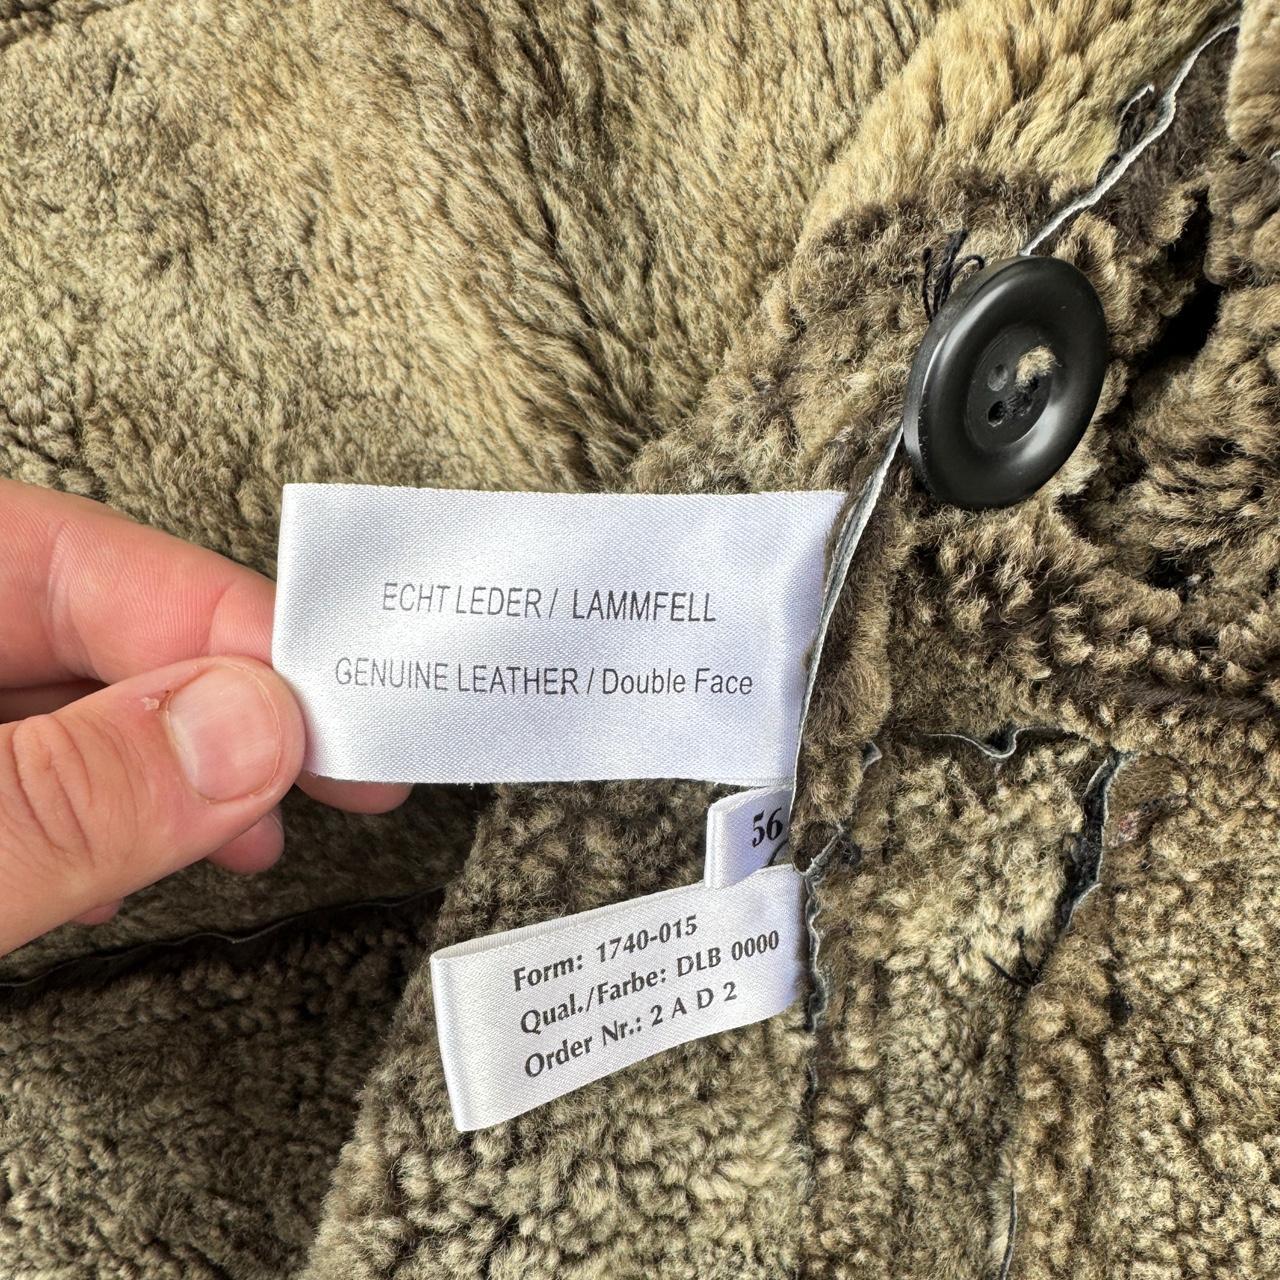 ECHT LEDER / LAMMFELL
GENUINE LEATHER / Double Face
56
Form: 1740-015
Qual./Farbe: DLB 0000
Order Nr.: 2 A D 2